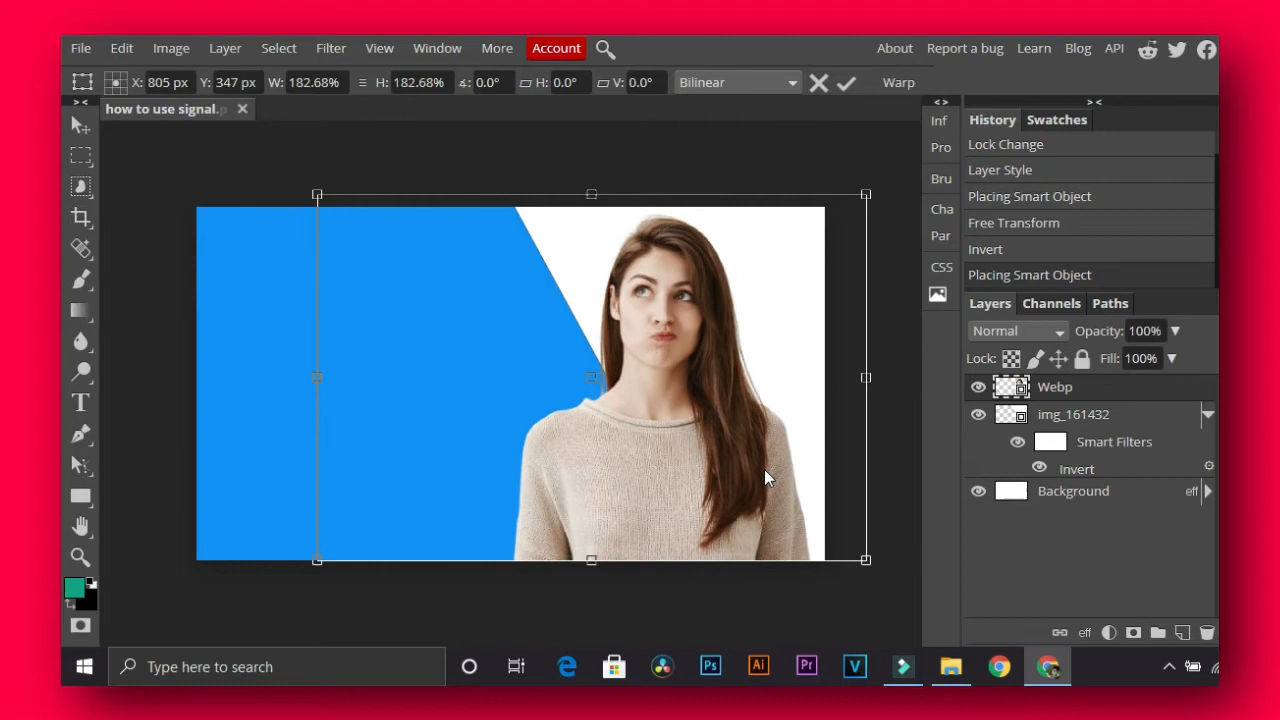 File Edit Image Layer Select Filter View Window More Account About Report a bug Learn Blog API
X: 805 px Y: 347 px W: 182.68% H: 182.68% 0.0° H: 0.0° V: 0.0° Bilinear Warp
> < < > > <
how to use signal.p
Inf
Pro
Bru
Cha
Par
CSS
History Swatches
Lock Change
Layer Style
Placing Smart Object
Free Transform
Invert
Placing Smart Object
Layers Channels Paths
Normal Opacity: 100%
Lock: Fill: 100%
Webp
img_161432
Smart Filters
Invert
Background eff
eff
Type here to search Ps Ai Pr V